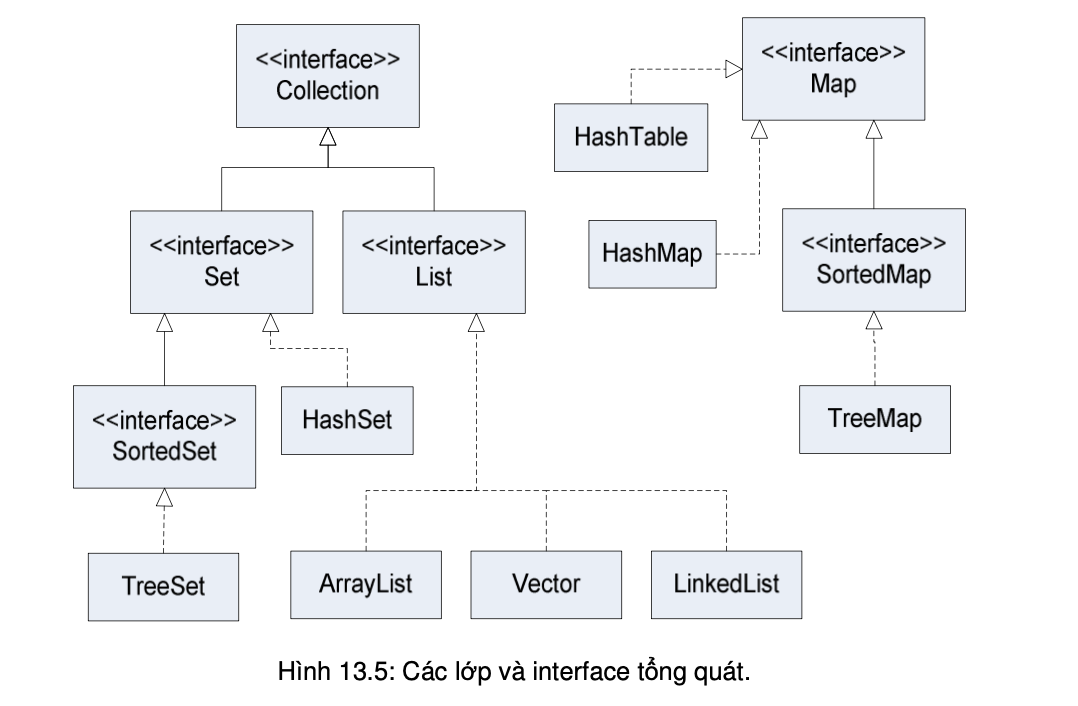 <<interface>>
Collection
<<interface>>
Map
HashTable
<<interface>>
Set
<<interface>>
List
HashMap
<<interface>>
SortedMap
<<interface>>
SortedSet
HashSet
TreeMap
TreeSet
ArrayList
Vector
LinkedList
Hình 13.5: Các lớp và interface tổng quát.